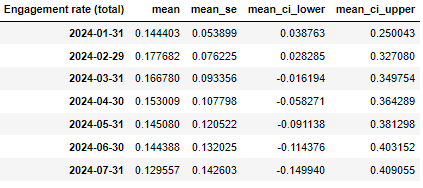 Engagement rate (total) mean mean_se mean_ci_lower mean_ci_upper
2024-01-31 0.144403 0.053899 0.038763 0.250043
2024-02-29 0.177682 0.076225 0.028285 0.327080
2024-03-31 0.166780 0.093356 -0.016194 0.349754
2024-04-30 0.153009 0.107798 -0.058271 0.364289
2024-05-31 0.145080 0.120522 -0.091138 0.381298
2024-06-30 0.144388 0.132025 -0.114376 0.403152
2024-07-31 0.129557 0.142603 -0.149940 0.409055